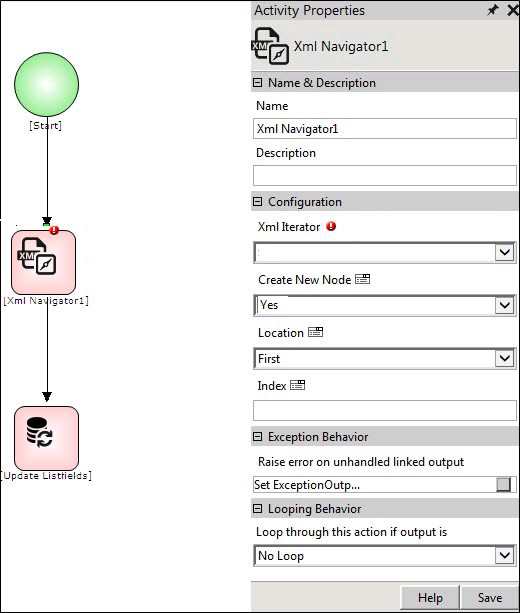 Activity Properties
XML
Xml Navigator1
Name & Description
Name
Xml Navigator1
Description
Configuration
Xml Iterator
Create New Node
Yes
Location
First
Index
Exception Behavior
Raise error on unhandled linked output
Set ExceptionOutp...
Looping Behavior
Loop through this action if output is
No Loop
Help
Save
[Start]
XML
[Xml Navigator1]
[Update Listfields]